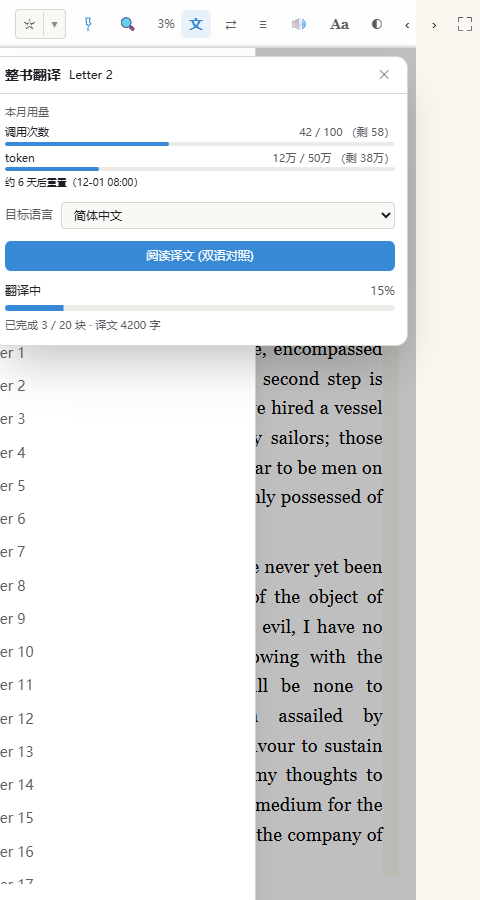 3% 文 Aa
整书翻译 Letter 2
本月用量
调用次数 42 / 100 (剩 58)
token 12万 / 50万 (剩 38万)
约 6 天后重置 (12-01 08:00)
目标语言 简体中文
阅读译文 (双语对照)
翻译中 15%
已完成 3 / 20 块 · 译文 4200 字
er 1
er 2
er 3
er 4
er 5
er 6
er 7
er 8
er 9
er 10
er 11
er 12
er 13
er 14
er 15
er 16
er 17
e, encompassed
second step is
e hired a vessel
y sailors; those
ar to be men on
nly possessed of
e never yet been
of the object of
evil, I have no
owing with the
ll be none to
assailed by
avour to sustain
my thoughts to
medium for the
the company of